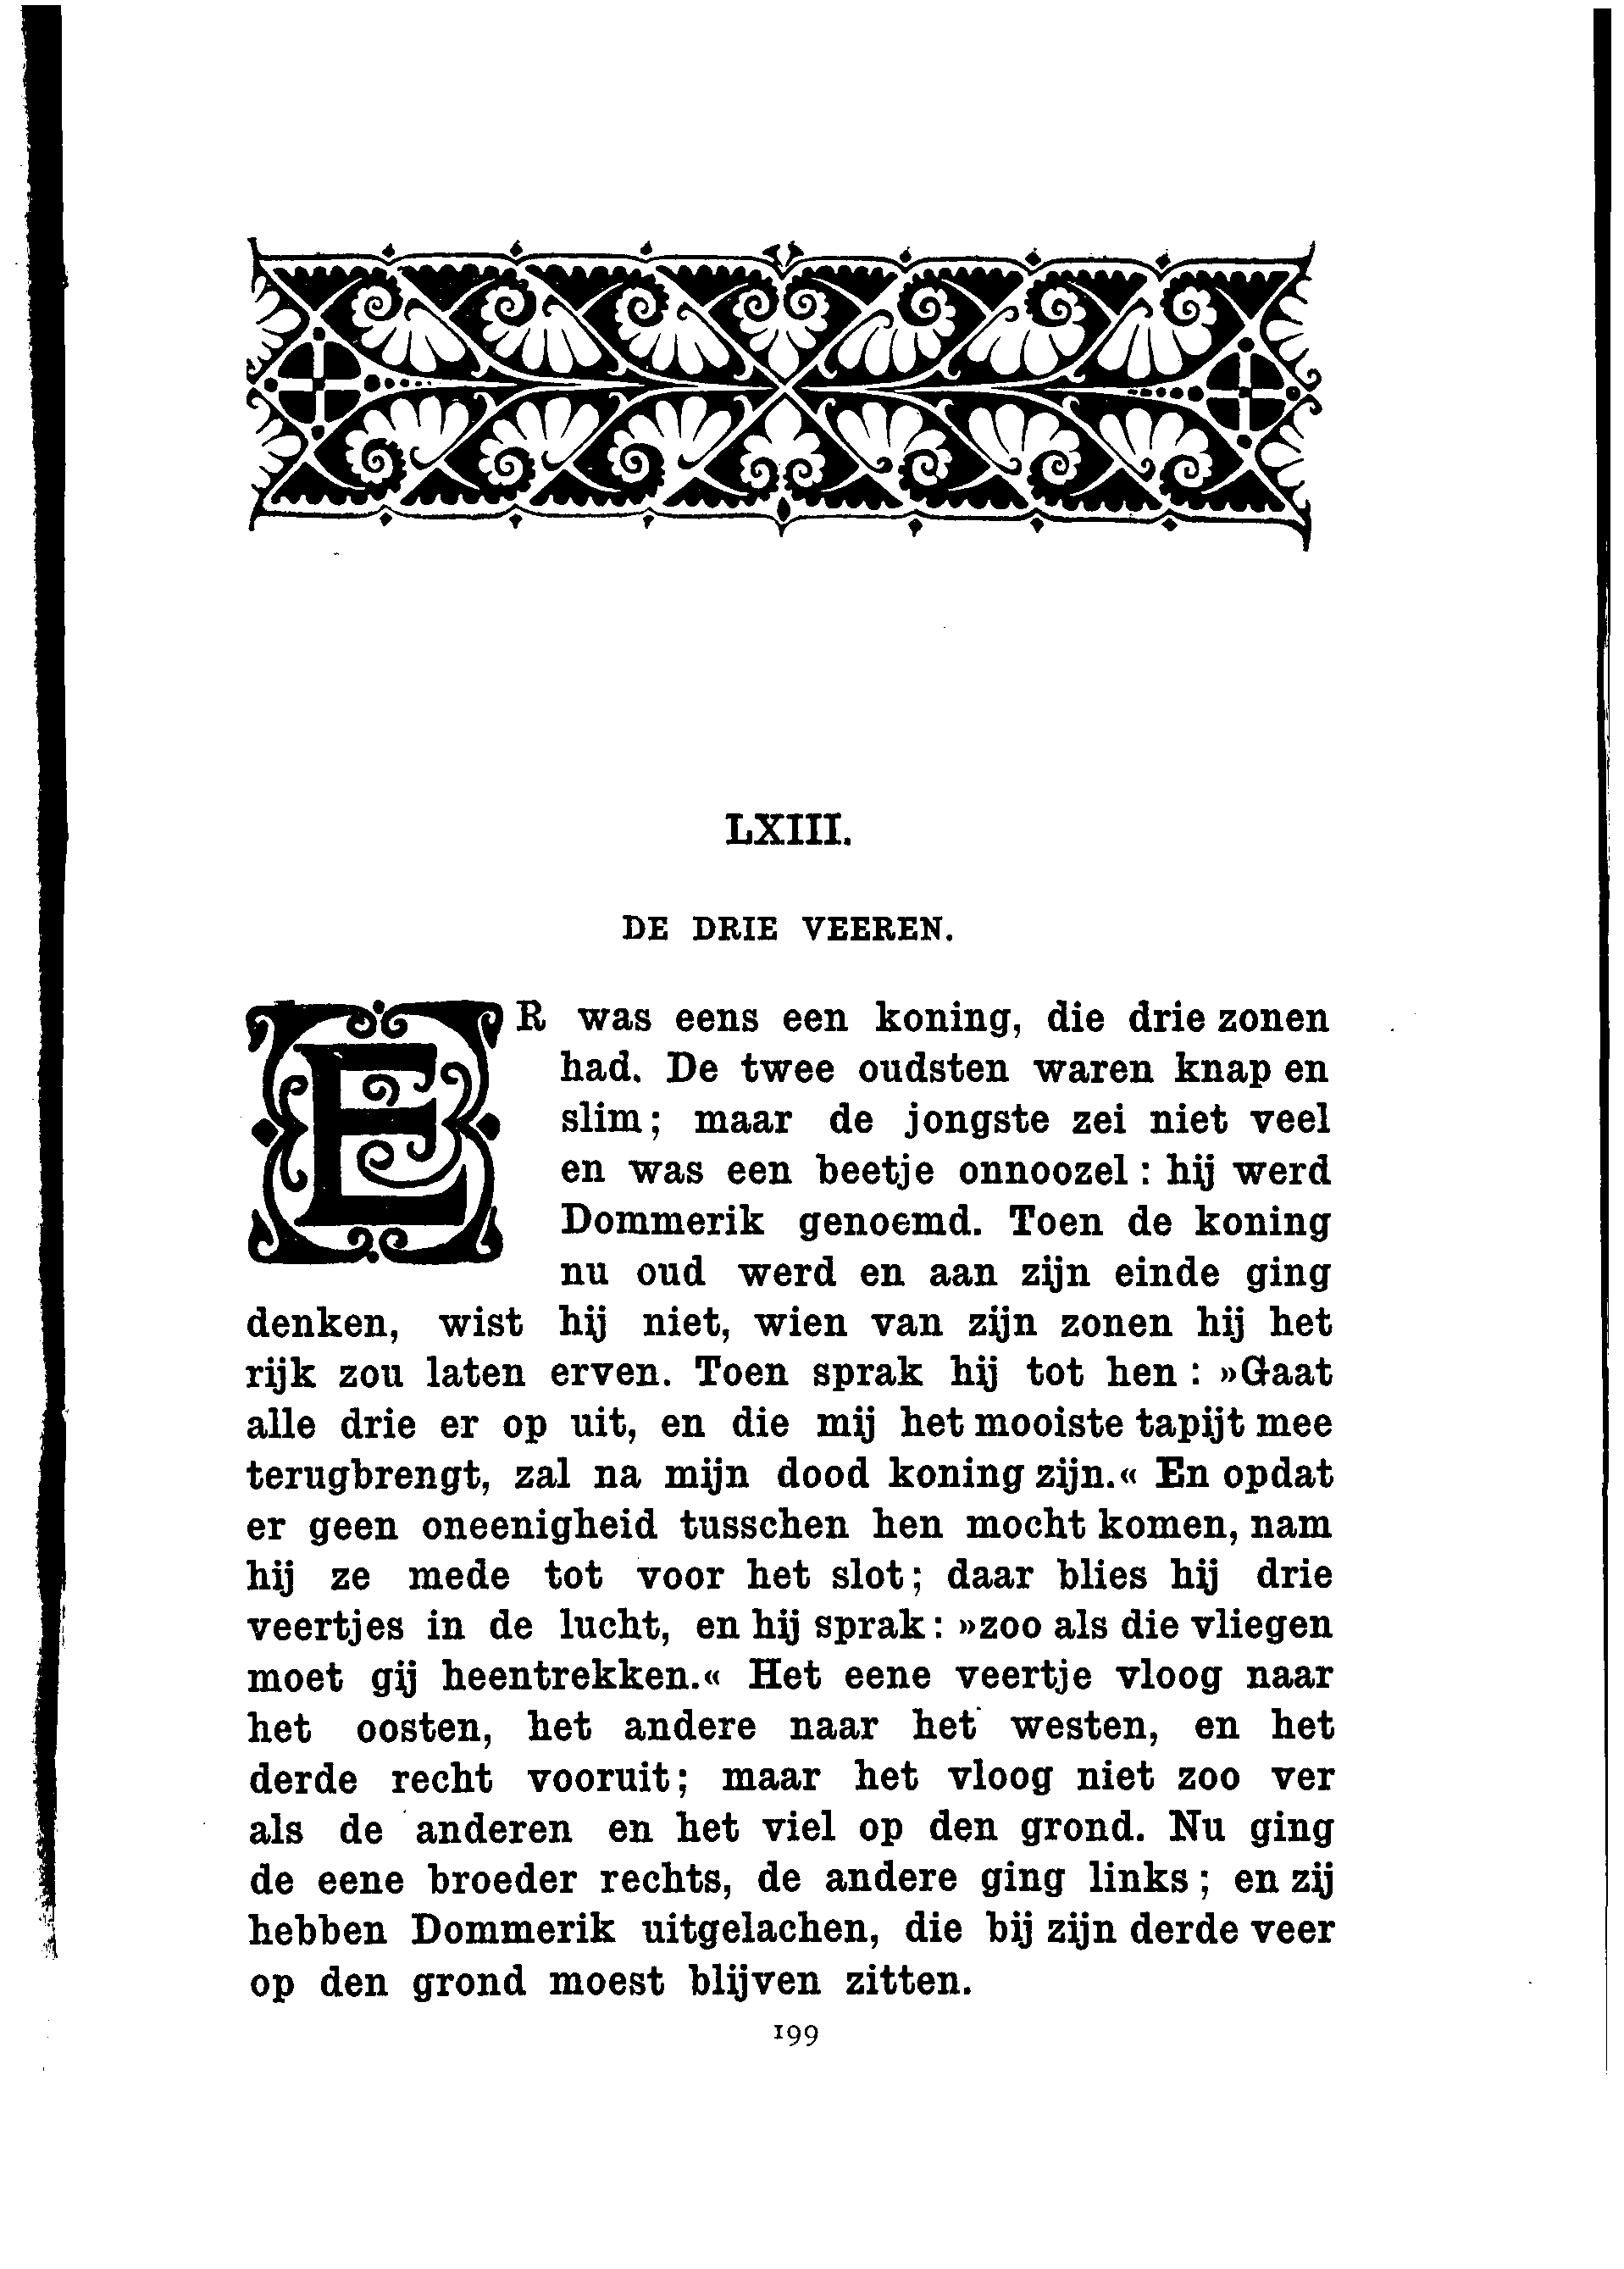 LXIII.
DE DRIE VEEREN.
ER was eens een koning, die drie zonen
had. De twee oudsten waren knap en
slim; maar de jongste zei niet veel
en was een beetje onnoozel: hij werd
Dommerik genoemd. Toen de koning
nu oud werd en aan zijn einde ging
denken, wist hij niet, wien van zijn zonen hij het
rijk zou laten erven. Toen sprak hij tot hen: »Gaat
alle drie er op uit, en die mij het mooiste tapijt mee
terugbrengt, zal na mijn dood koning zijn.« En opdat
er geen oneenigheid tusschen hen mocht komen, nam
hij ze mede tot voor het slot; daar blies hij drie
veertjes in de lucht, en hij sprak: »zoo als die vliegen
moet gij heentrekken.« Het eene veertje vloog naar
het oosten, het andere naar het westen, en het
derde recht vooruit; maar het vloog niet zoo ver
als de anderen en het viel op den grond. Nu ging
de eene broeder rechts, de andere ging links; en zij
hebben Dommerik uitgelachen, die bij zijn derde veer
op den grond moest blijven zitten.
199